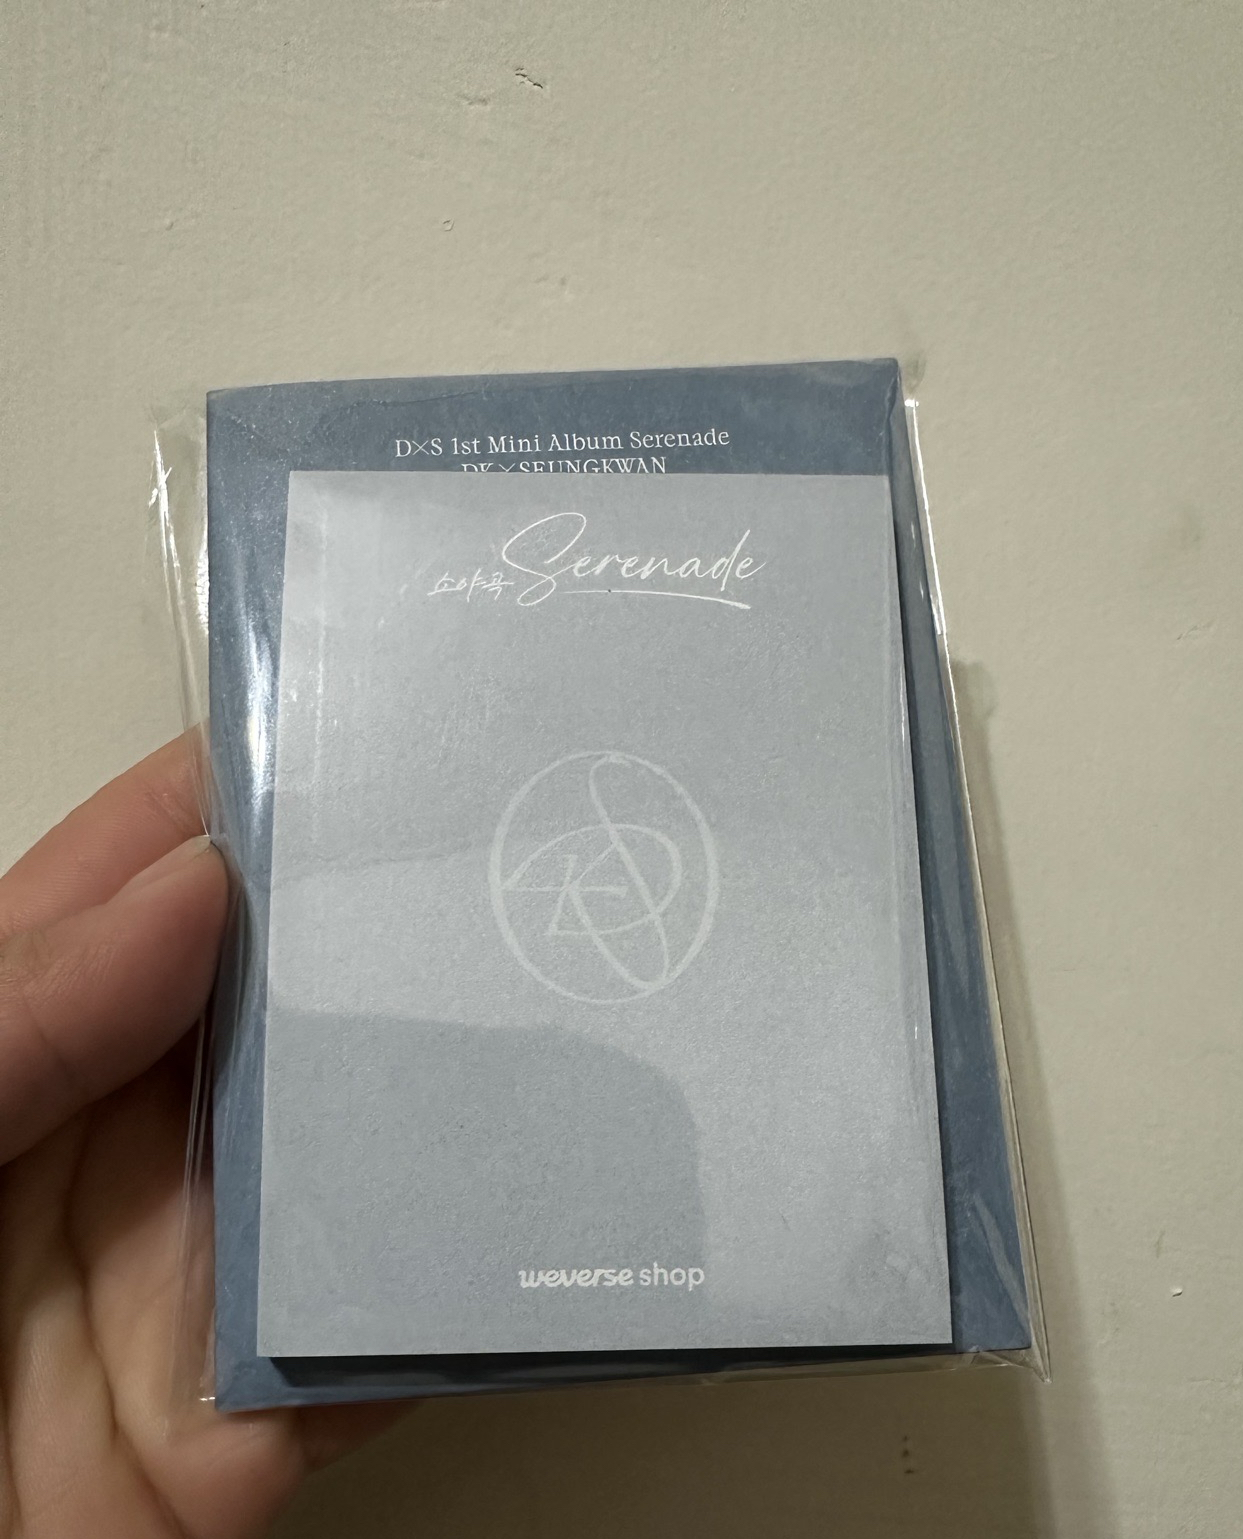 D×S 1st Mini Album Serenade
DK×SEUNGKWAN
소야곡 Serenade
weverse shop